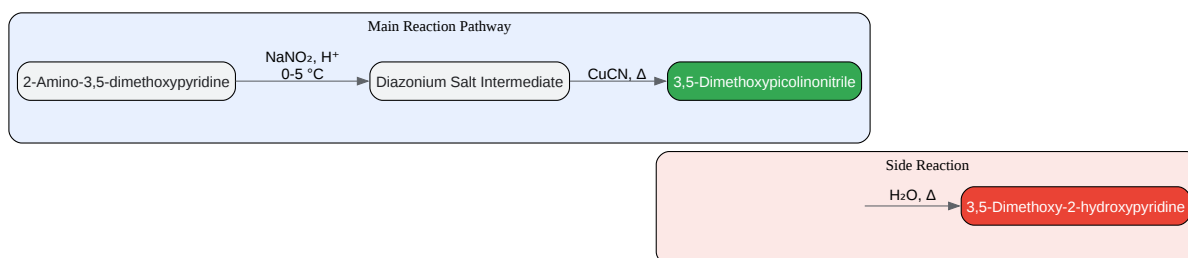 Main Reaction Pathway
2-Amino-3,5-dimethoxypyridine
NaNO₂, H⁺
0-5 °C
Diazonium Salt Intermediate
CuCN, Δ
3,5-Dimethoxypicolinonitrile
Side Reaction
H₂O, Δ
3,5-Dimethoxy-2-hydroxypyridine